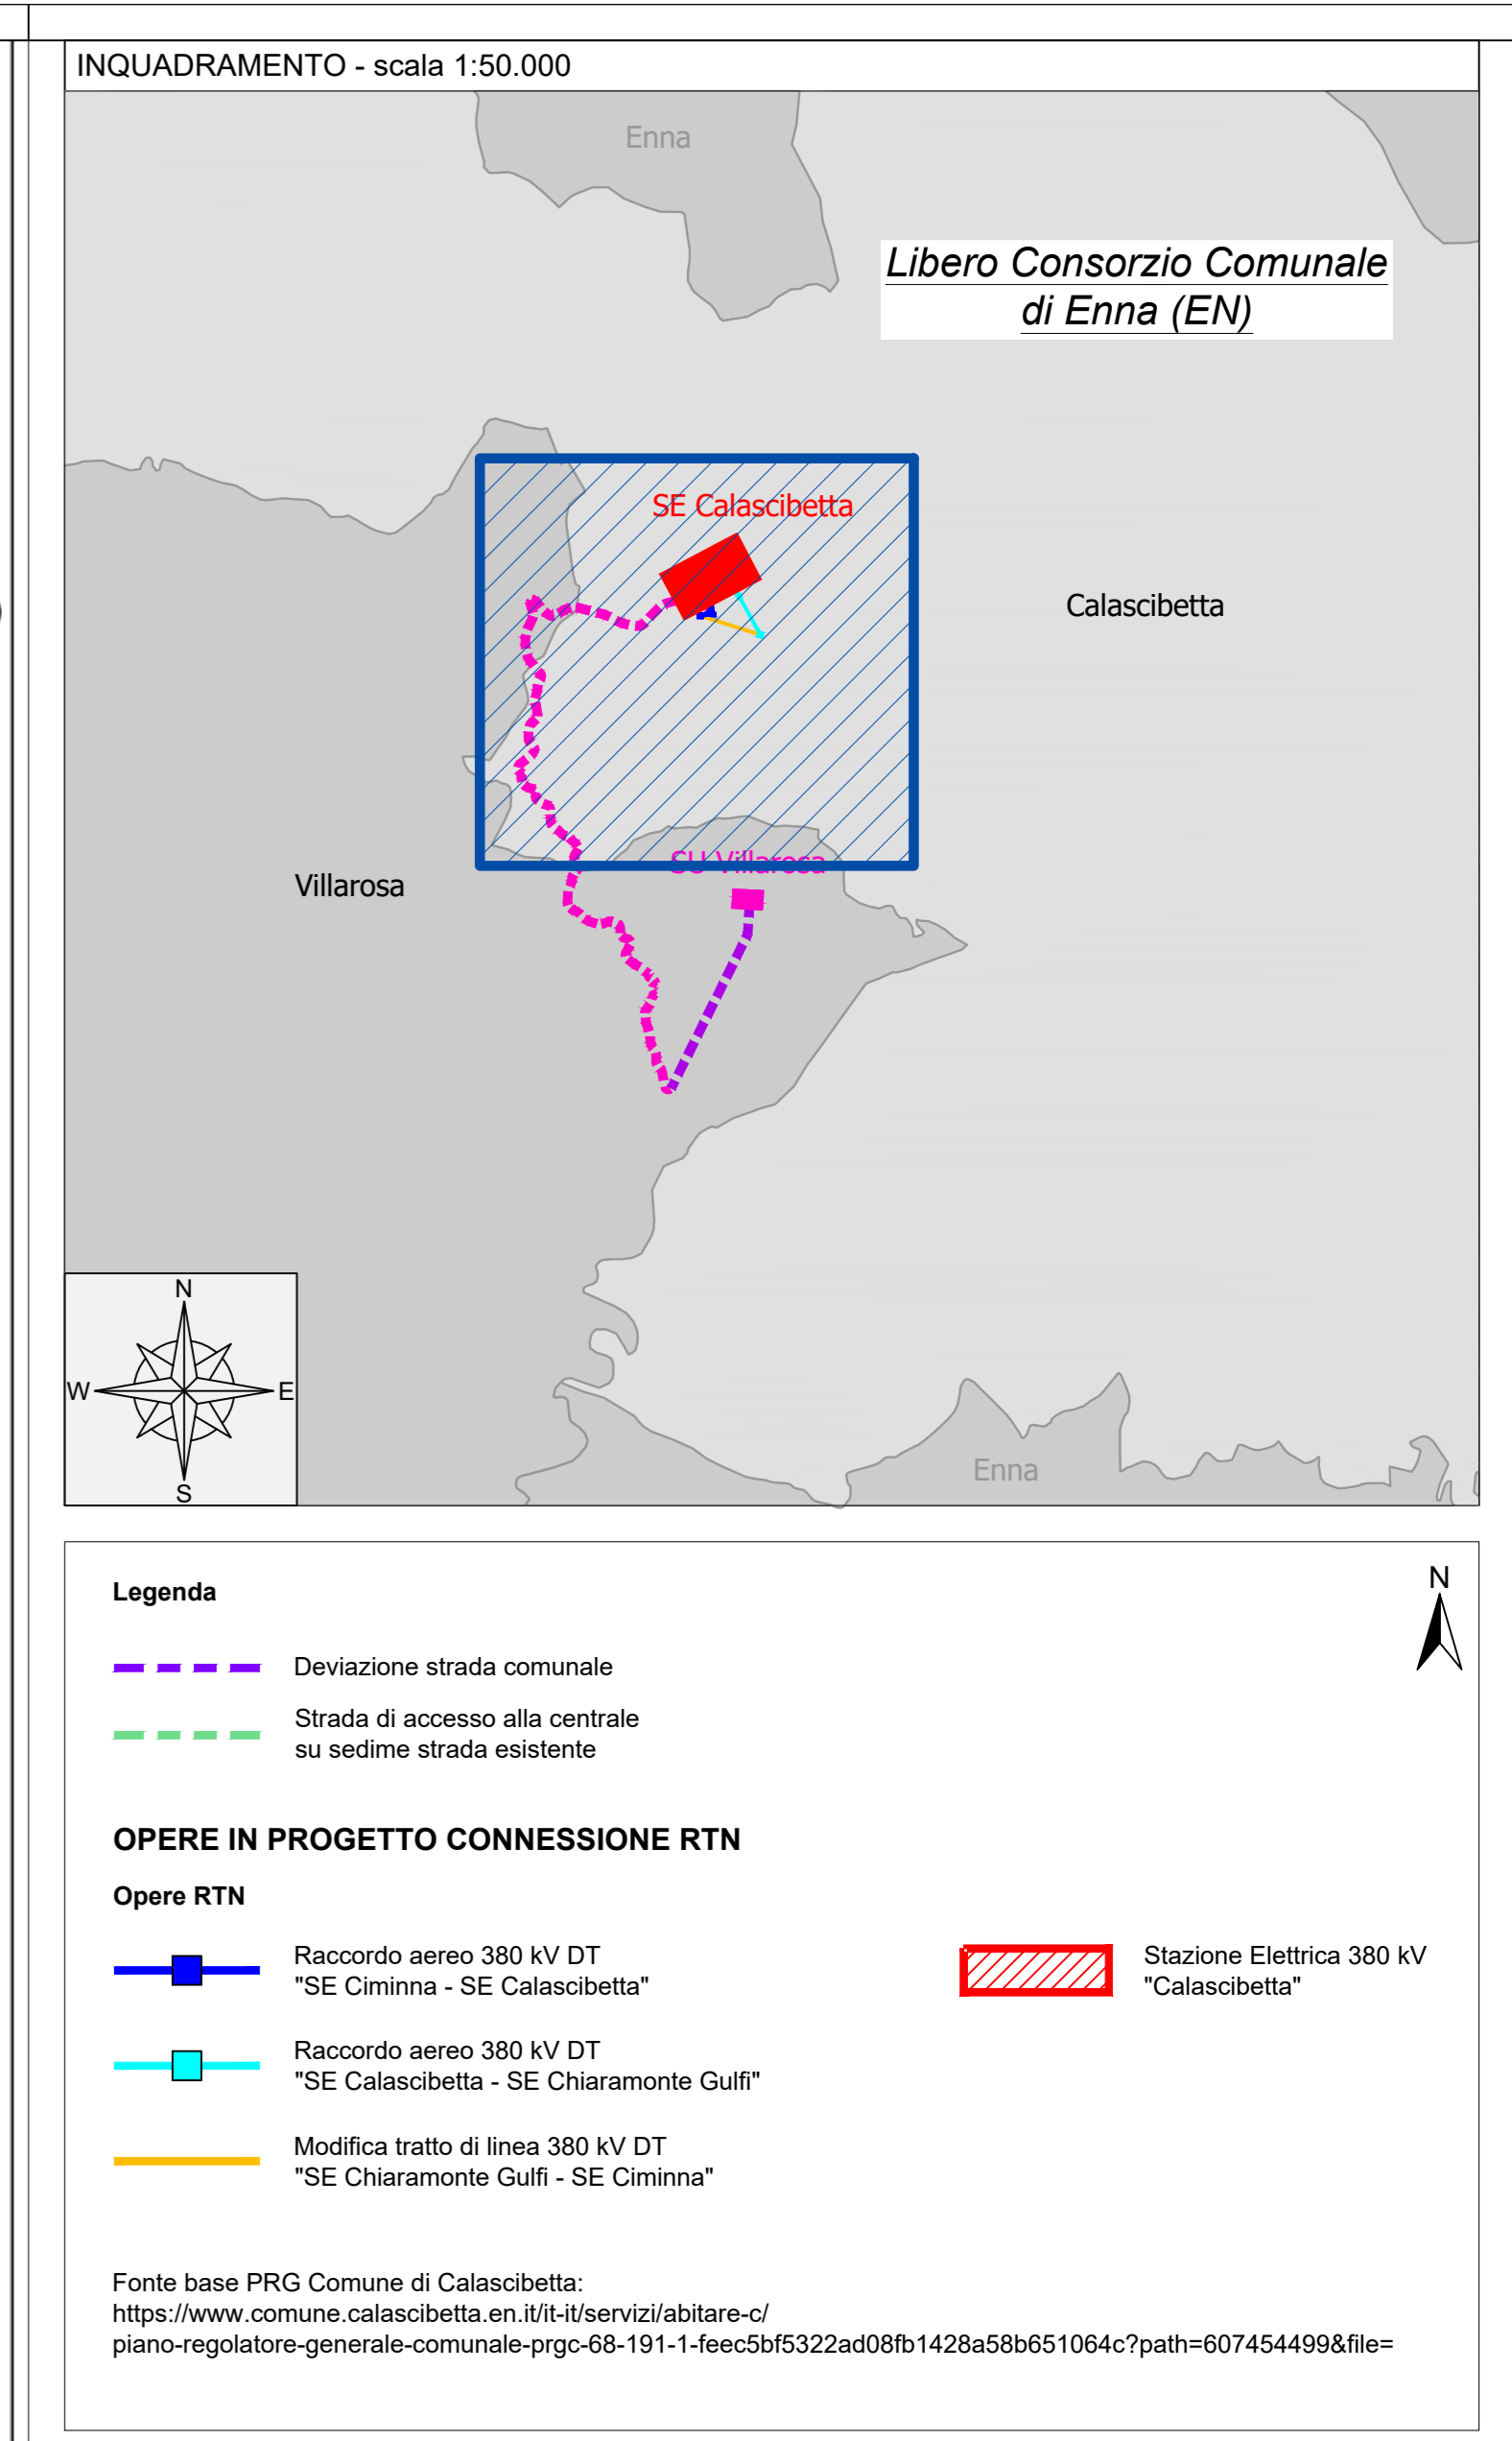 INQUADRAMENTO - scala 1:50.000
Enna
Libero Consorzio Comunale
di Enna (EN)
SE Calascibetta
Calascibetta
SU Villarosa
Villarosa
N
W
E
S
Enna
Legenda
N
Deviazione strada comunale
Strada di accesso alla centrale
su sedime strada esistente
OPERE IN PROGETTO CONNESSIONE RTN
Opere RTN
Raccordo aereo 380 kV DT
"SE Ciminna - SE Calascibetta"
Stazione Elettrica 380 kV
"Calascibetta"
Raccordo aereo 380 kV DT
"SE Calascibetta - SE Chiaramonte Gulfi"
Modifica tratto di linea 380 kV DT
"SE Chiaramonte Gulfi - SE Ciminna"
Fonte base PRG Comune di Calascibetta:
https://www.comune.calascibetta.en.it/it-it/servizi/abitare-c/
piano-regolatore-generale-comunale-prgc-68-191-1-feec5bf5322ad08fb1428a58b651064c?path=607454499&file=